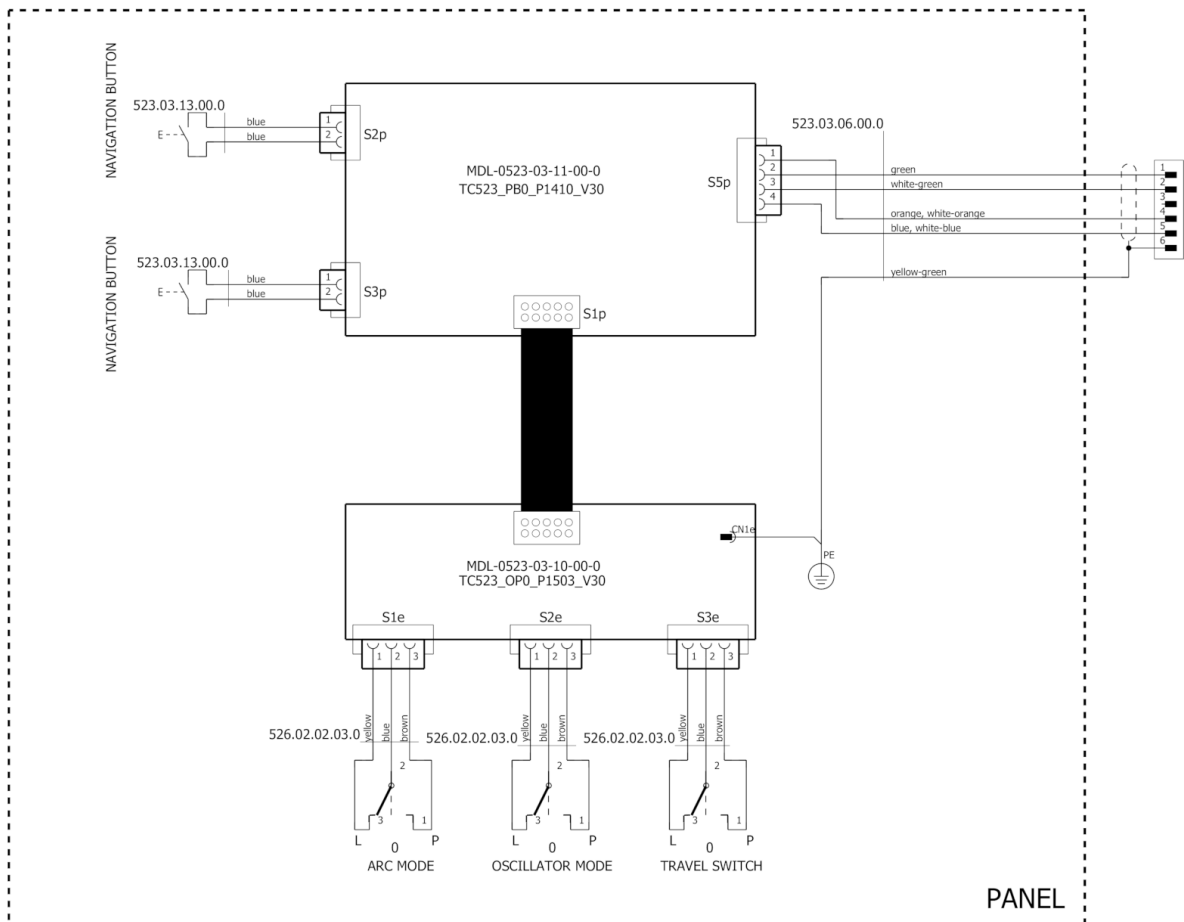 NAVIGATION BUTTON
523.03.13.00.0
E
blue
blue
1
2
S2p
MDL-0523-03-11-00-0
TC523_PB0_P1410_V30
S5p
1
2
3
4
523.03.06.00.0
green
white-green
orange, white-orange
blue, white-blue
yellow-green
1
2
3
4
5
6
NAVIGATION BUTTON
523.03.13.00.0
E
blue
blue
1
2
S3p
S1p
CN1e
PE
MDL-0523-03-10-00-0
TC523_OP0_P1503_V30
S1e
S2e
S3e
1 2 3
1 2 3
1 2 3
526.02.02.03.0
yellow
blue
brown
526.02.02.03.0
yellow
blue
brown
526.02.02.03.0
yellow
blue
brown
2
2
2
3 1
3 1
3 1
L 0 P
L 0 P
L 0 P
ARC MODE
OSCILLATOR MODE
TRAVEL SWITCH
PANEL